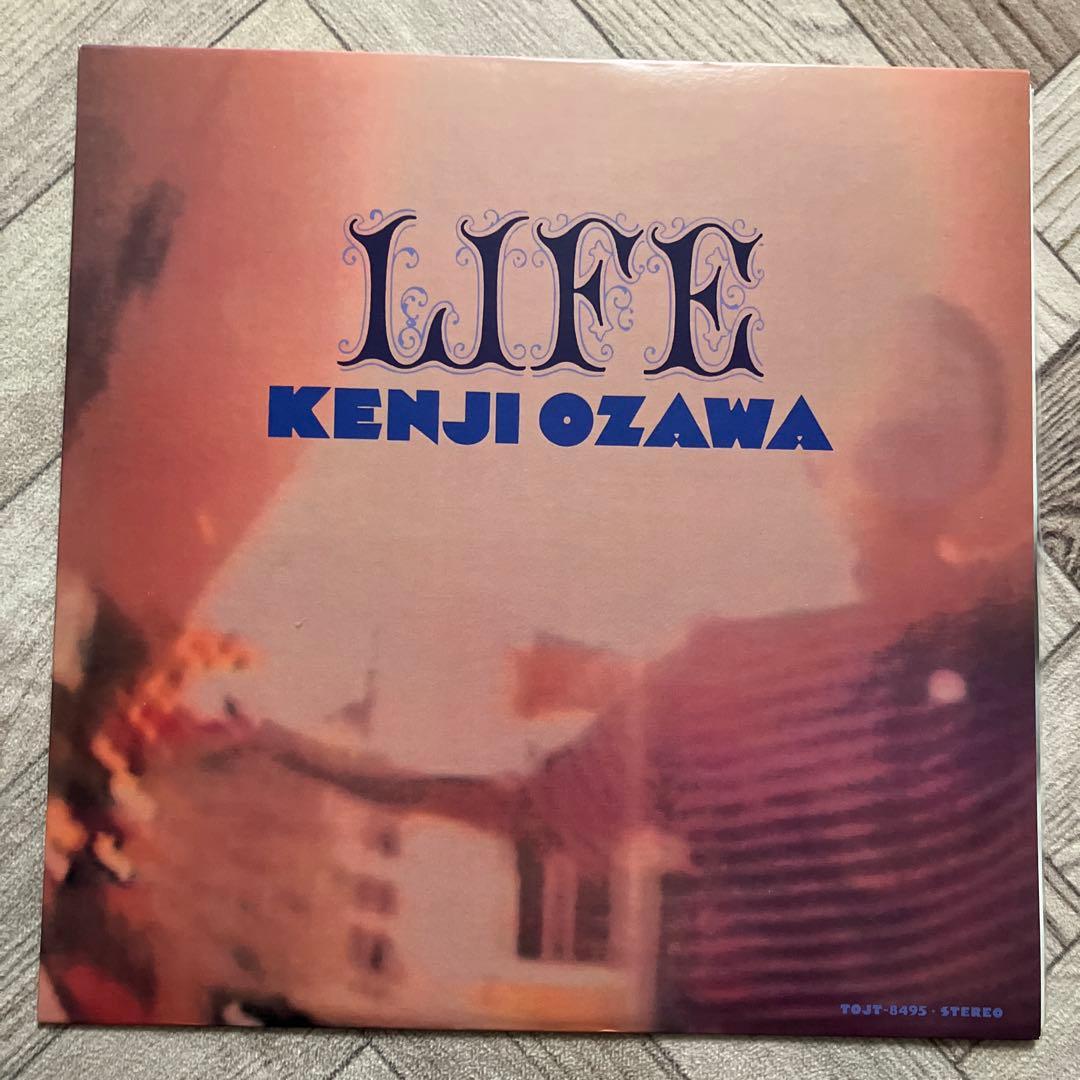 LIFE
KENJI OZAWA
TOJT-8495 · STEREO